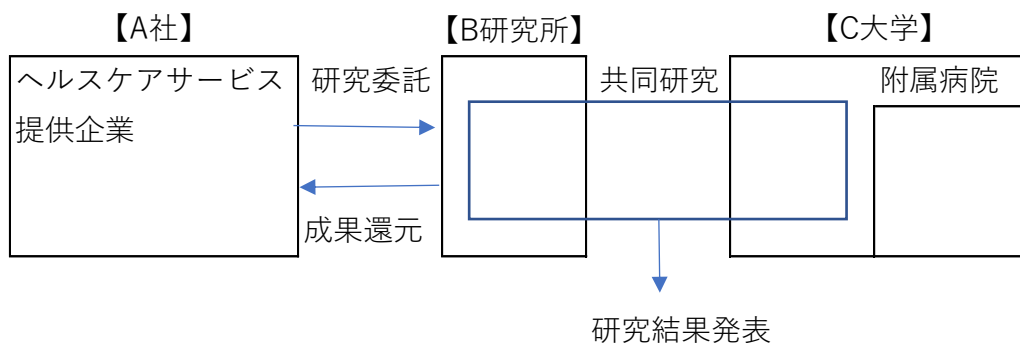 【A社】
【B研究所】
【C大学】
ヘルスケアサービス
提供企業
研究委託
成果還元
共同研究
附属病院
研究結果発表